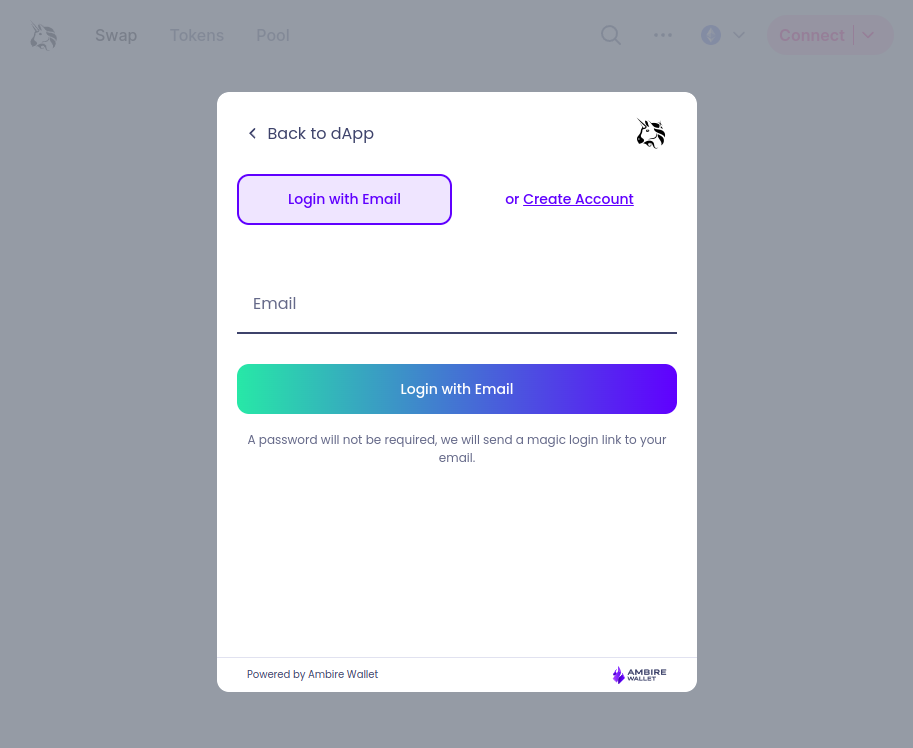 Swap Tokens Pool Connect
Back to dApp
Login with Email or Create Account
Email
Login with Email
A password will not be required, we will send a magic login link to your
email.
Powered by Ambire Wallet
AMBIRE
WALLET